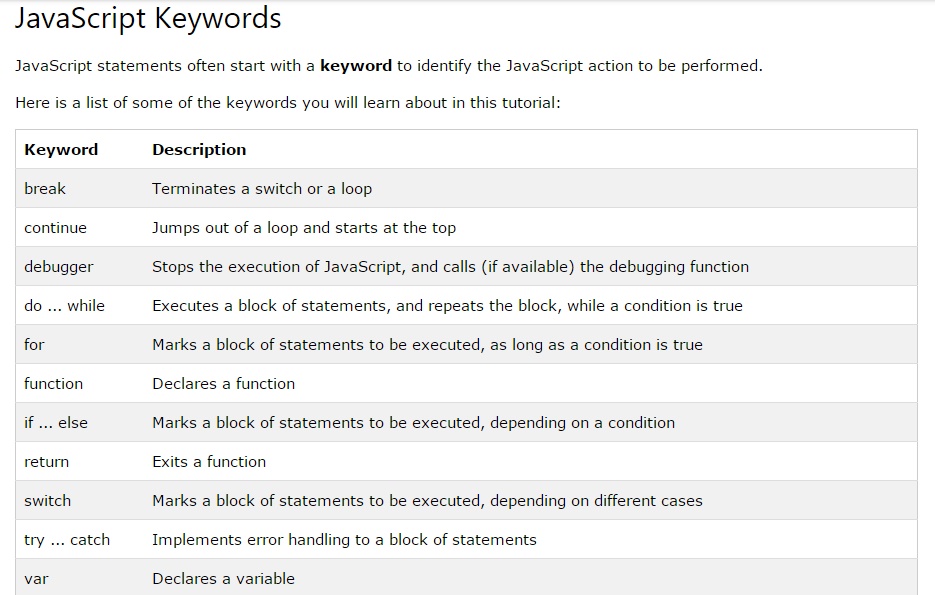 JavaScript Keywords
JavaScript statements often start with a keyword to identify the JavaScript action to be performed.
Here is a list of some of the keywords you will learn about in this tutorial:
Keyword Description
break Terminates a switch or a loop
continue Jumps out of a loop and starts at the top
debugger Stops the execution of JavaScript, and calls (if available) the debugging function
do ... while Executes a block of statements, and repeats the block, while a condition is true
for Marks a block of statements to be executed, as long as a condition is true
function Declares a function
if ... else Marks a block of statements to be executed, depending on a condition
return Exits a function
switch Marks a block of statements to be executed, depending on different cases
try ... catch Implements error handling to a block of statements
var Declares a variable